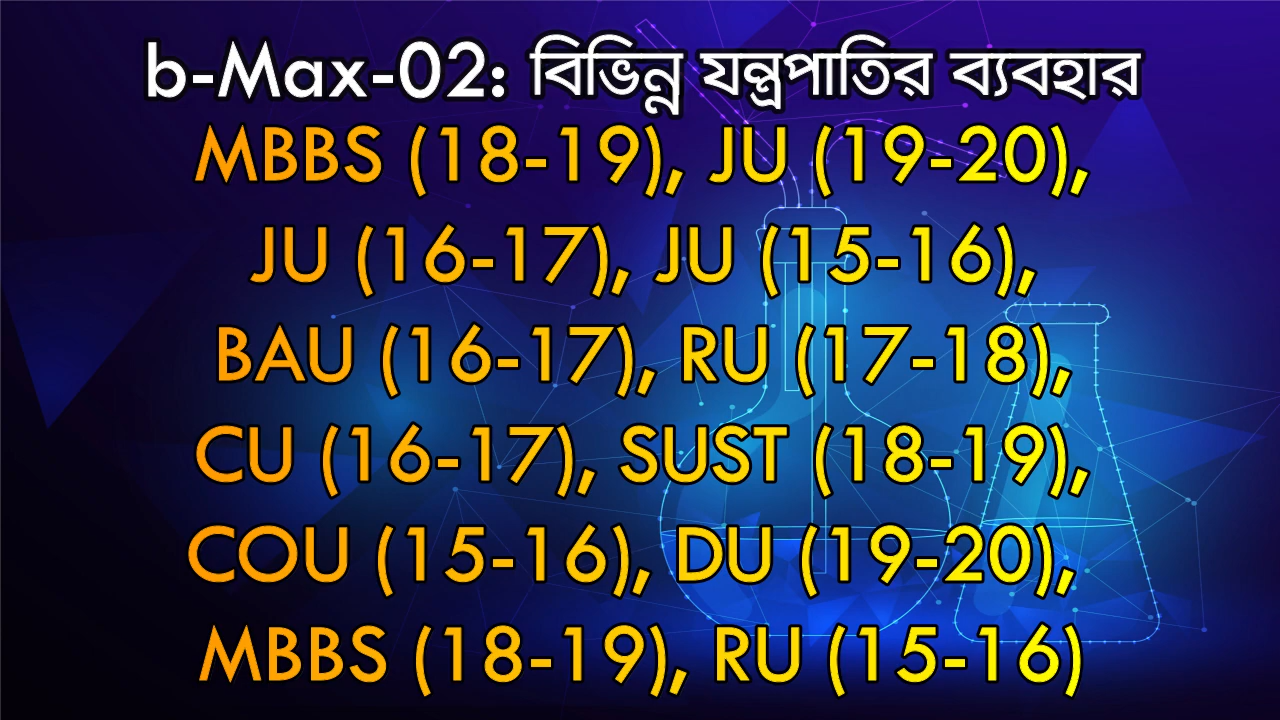 b-Max-02: বিভিন্ন যন্ত্রপাতির ব্যবহার
MBBS (18-19), JU (19-20),
JU (16-17), JU (15-16),
BAU (16-17), RU (17-18),
CU (16-17), SUST (18-19),
COU (15-16), DU (19-20),
MBBS (18-19), RU (15-16)